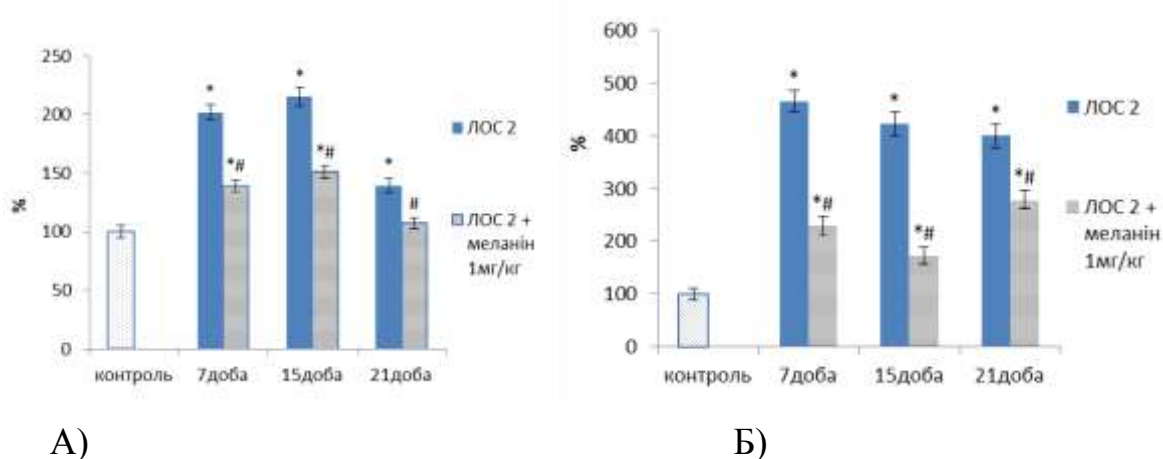 250
200
150
100
50
0
%
*
*#
*
*#
*
#
контроль 7доба 15доба 21доба
ЛОС 2
ЛОС 2 +
меланін
1мг/кг
А)
600
500
400
300
200
100
0
%
*
*#
*
*#
*
*#
контроль 7доба 15доба 21доба
ЛОС 2
ЛОС 2 +
меланін
1мг/кг
Б)